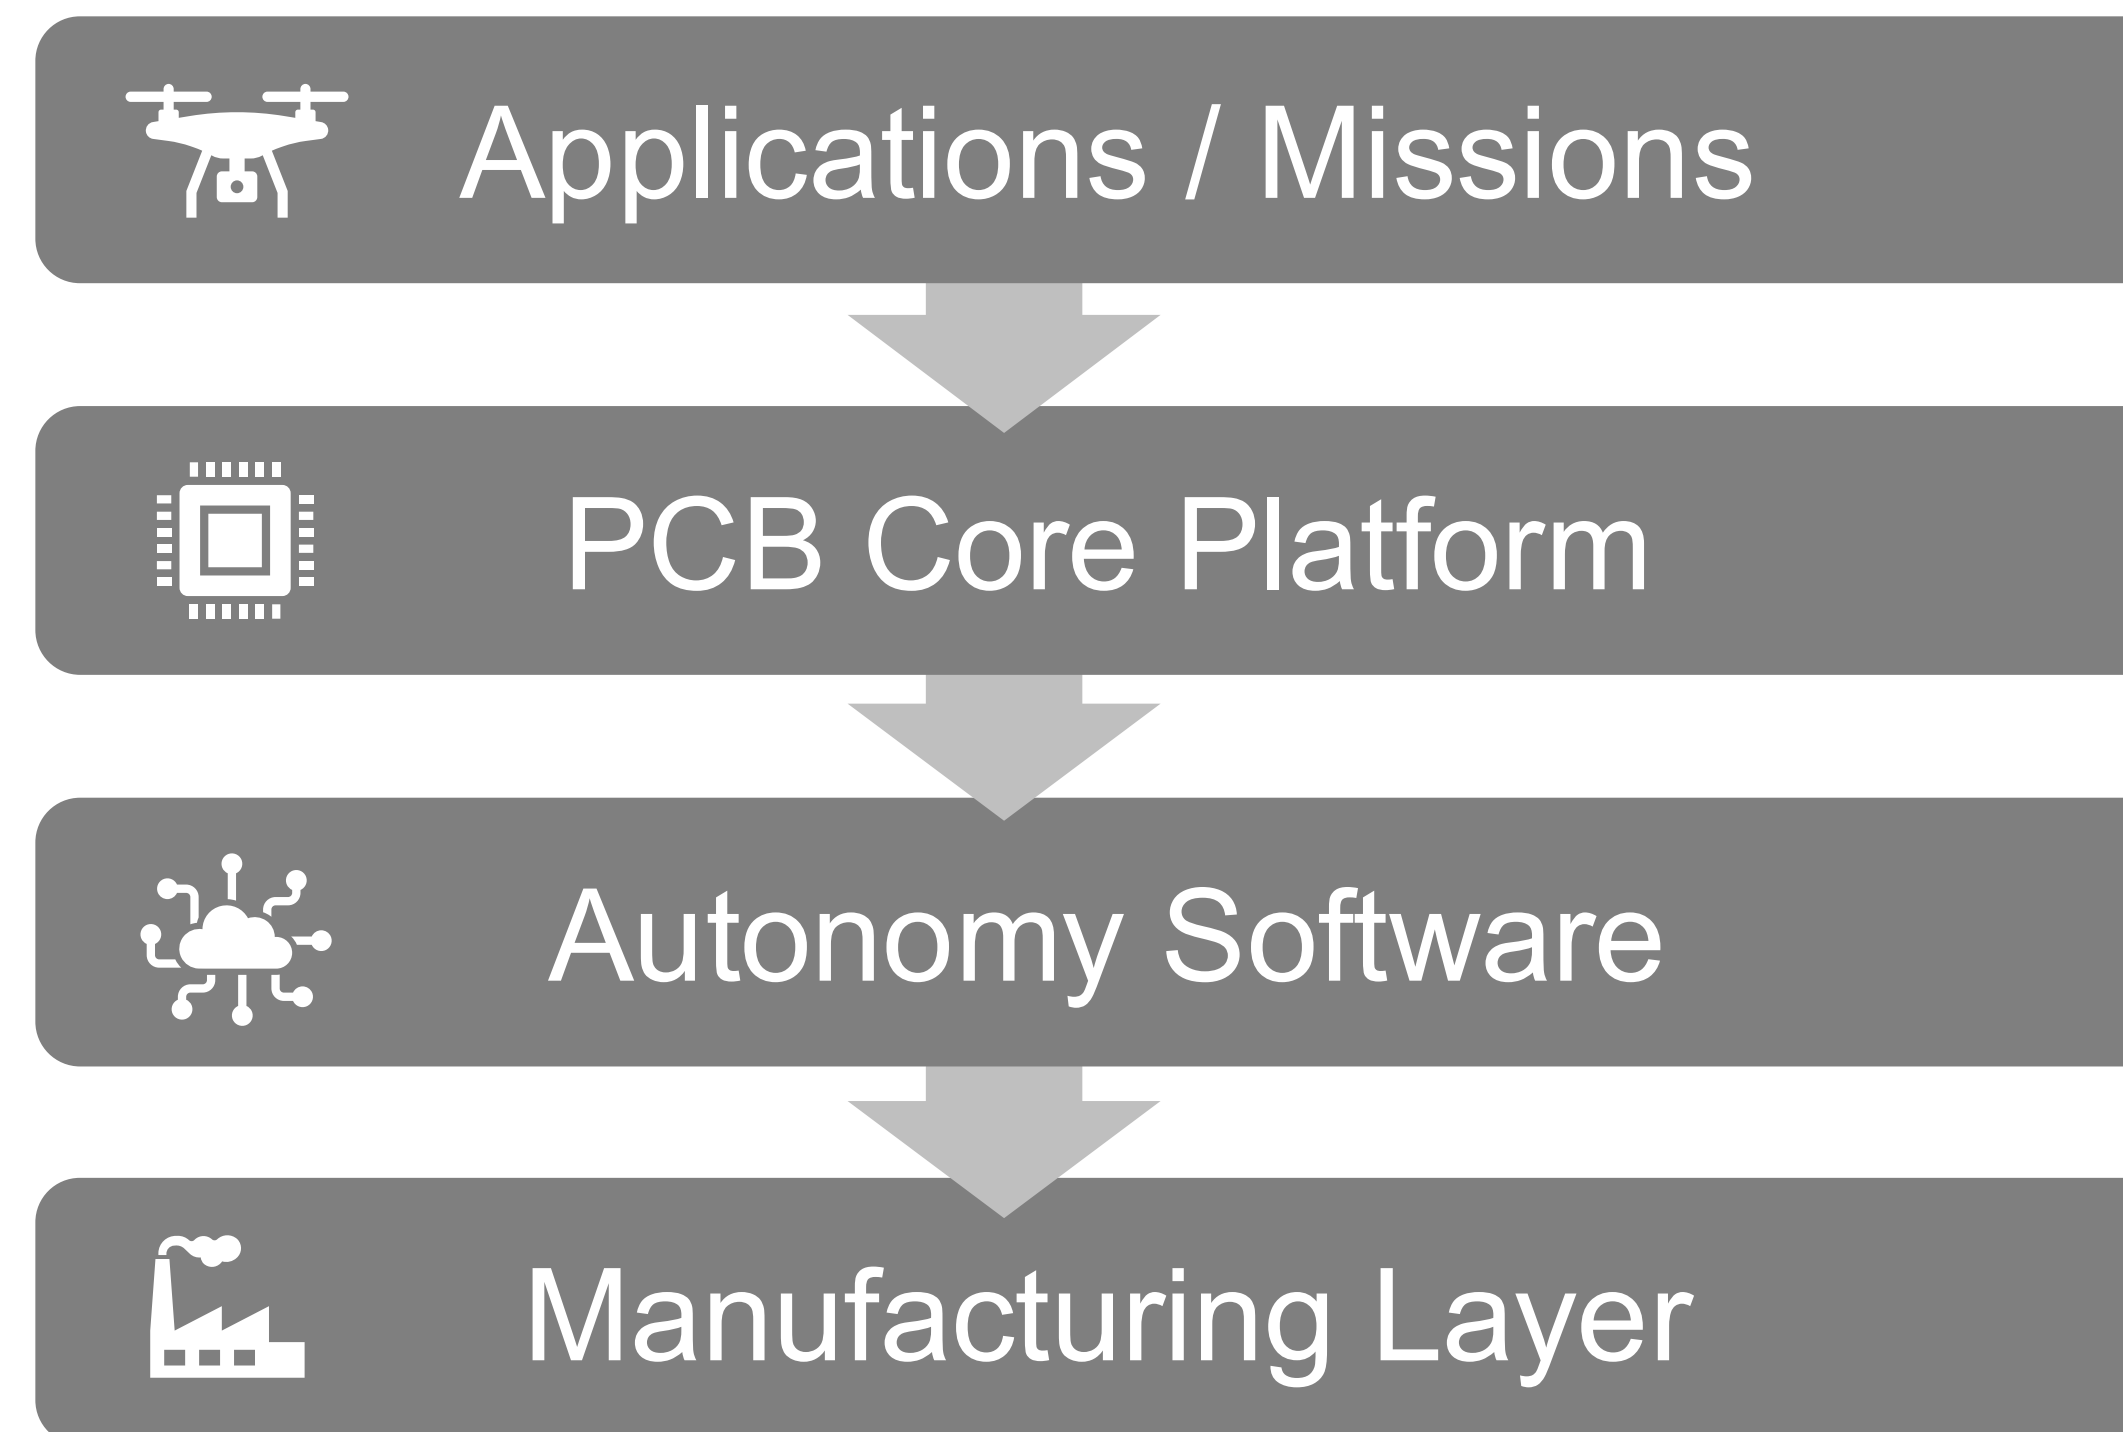 Applications / Missions
PCB Core Platform
Autonomy Software
Manufacturing Layer